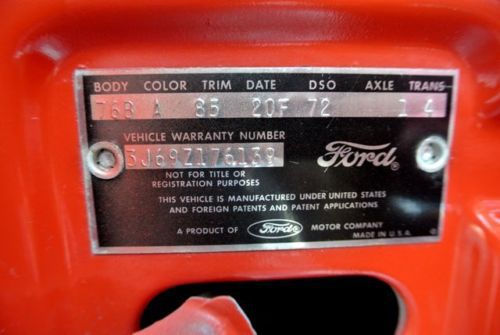 BODY COLOR TRIM DATE DSO AXLE TRANS
76B A 85 20F 72 1 4
VEHICLE WARRANTY NUMBER
3J69Z176139
Ford
NOT FOR TITLE OR
REGISTRATION PURPOSES
THIS VEHICLE IS MANUFACTURED UNDER UNITED STATES
AND FOREIGN PATENTS AND PATENT APPLICATIONS
A PRODUCT OF Ford MOTOR COMPANY
MADE IN U.S.A.